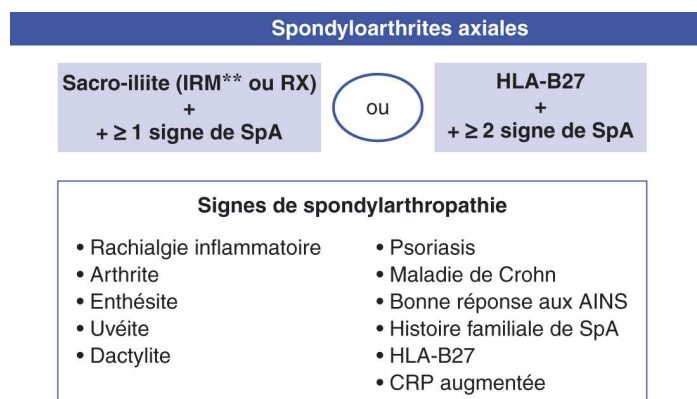 Spondyloarthrites axiales
Sacro-iliite (IRM** ou RX)
+
+ ≥ 1 signe de SpA
ou
HLA-B27
+
+ ≥ 2 signe de SpA
Signes de spondylarthropathie
• Rachialgie inflammatoire
• Arthrite
• Enthésite
• Uvéite
• Dactylite
• Psoriasis
• Maladie de Crohn
• Bonne réponse aux AINS
• Histoire familiale de SpA
• HLA-B27
• CRP augmentée